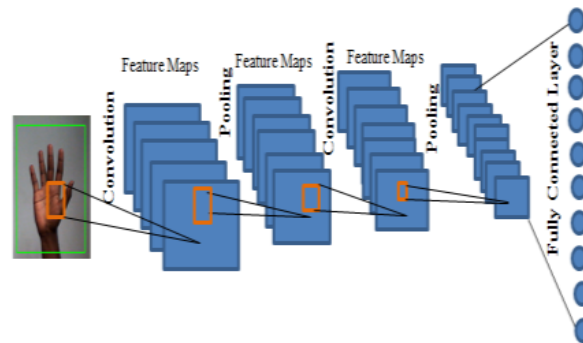 Feature Maps
Convolution
Feature Maps
Pooling
Feature Maps
Convolution
Pooling
Fully Connected Layer